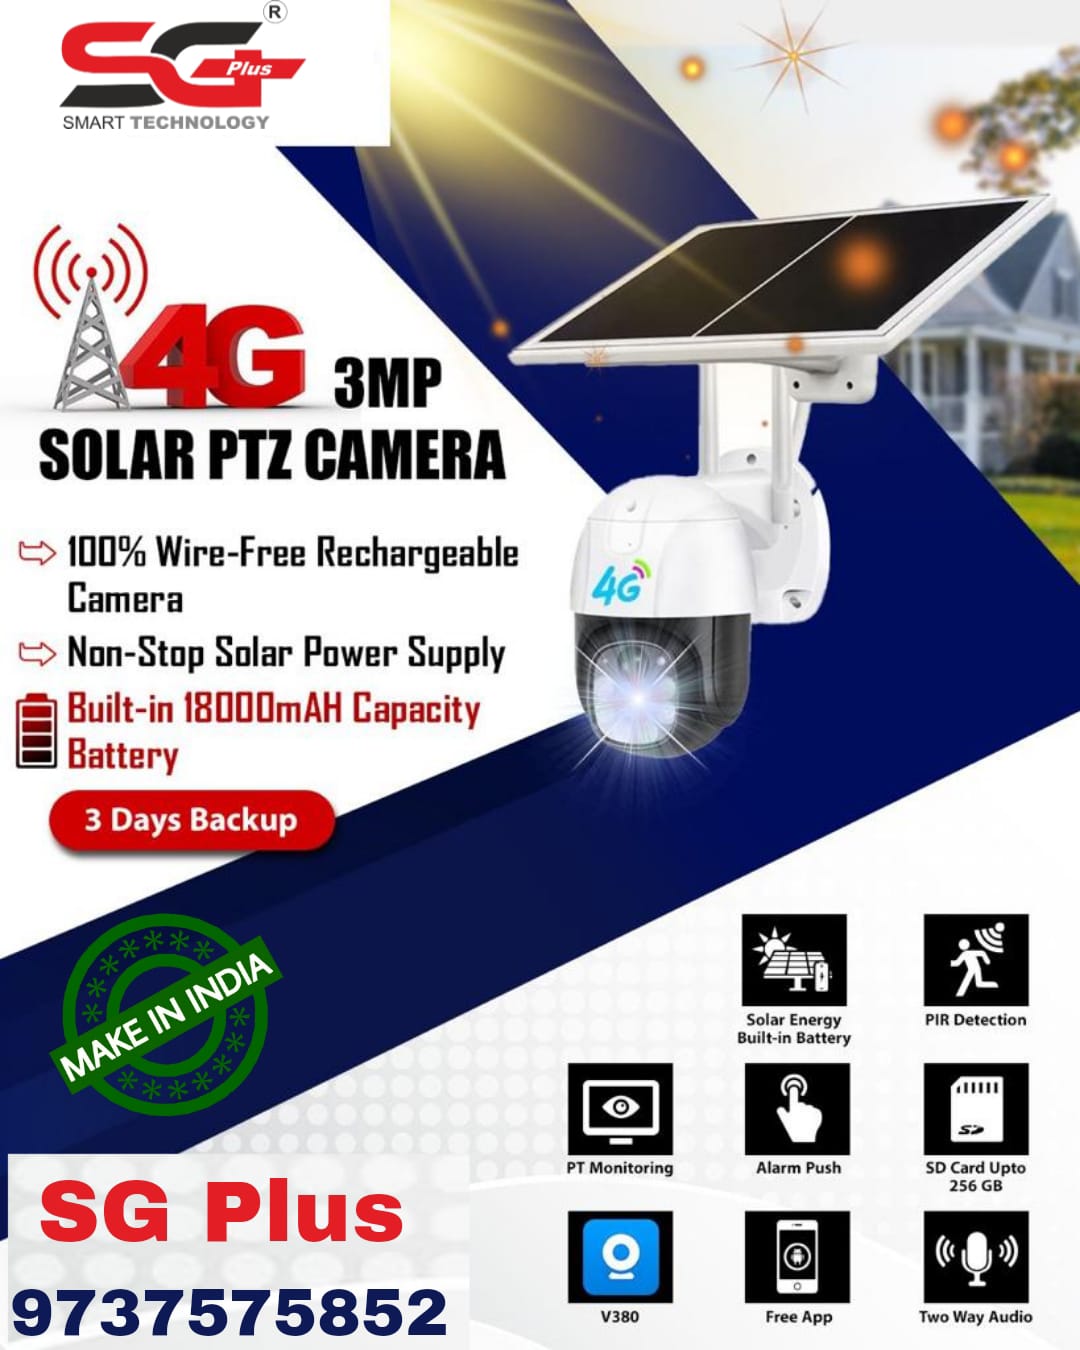 SG Plus ®
SMART TECHNOLOGY
4G 3MP
SOLAR PTZ CAMERA
100% Wire-Free Rechargeable
Camera
Non-Stop Solar Power Supply
Built-in 18000mAH Capacity
Battery
3 Days Backup
4G
MAKE IN INDIA
Solar Energy
Built-in Battery
PIR Detection
PT Monitoring
Alarm Push
SD
SD Card Upto
256 GB
V380
Free App
Two Way Audio
SG Plus
9737575852